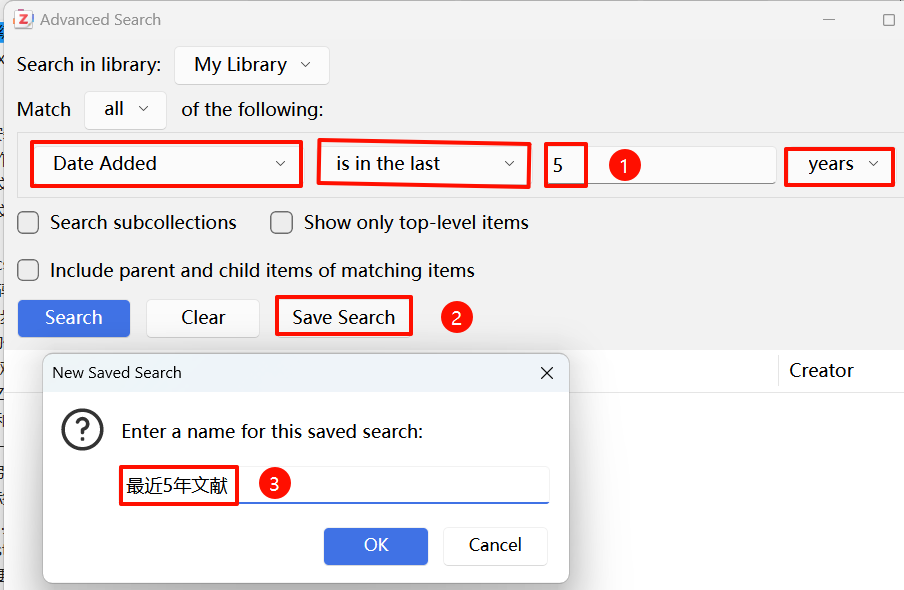 Advanced Search
Search in library: My Library
Match all of the following:
Date Added is in the last 5 1 years
Search subcollections Show only top-level items
Include parent and child items of matching items
Search Clear Save Search 2
Creator
New Saved Search
Enter a name for this saved search:
最近5年文献 3
OK Cancel